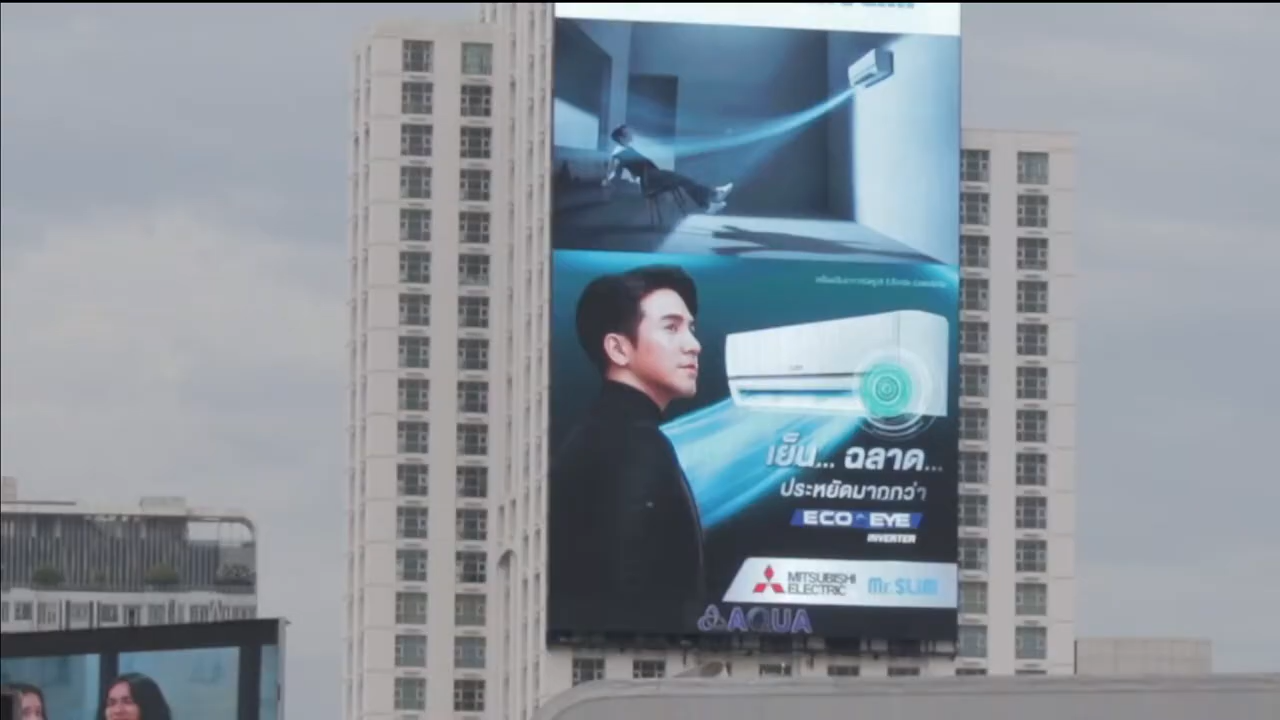 เย็น... ฉลาด...
ประหยัดมากกว่า
ECO EYE
INVERTER
MITSUBISHI
ELECTRIC
Mr. SLIM
AQUA